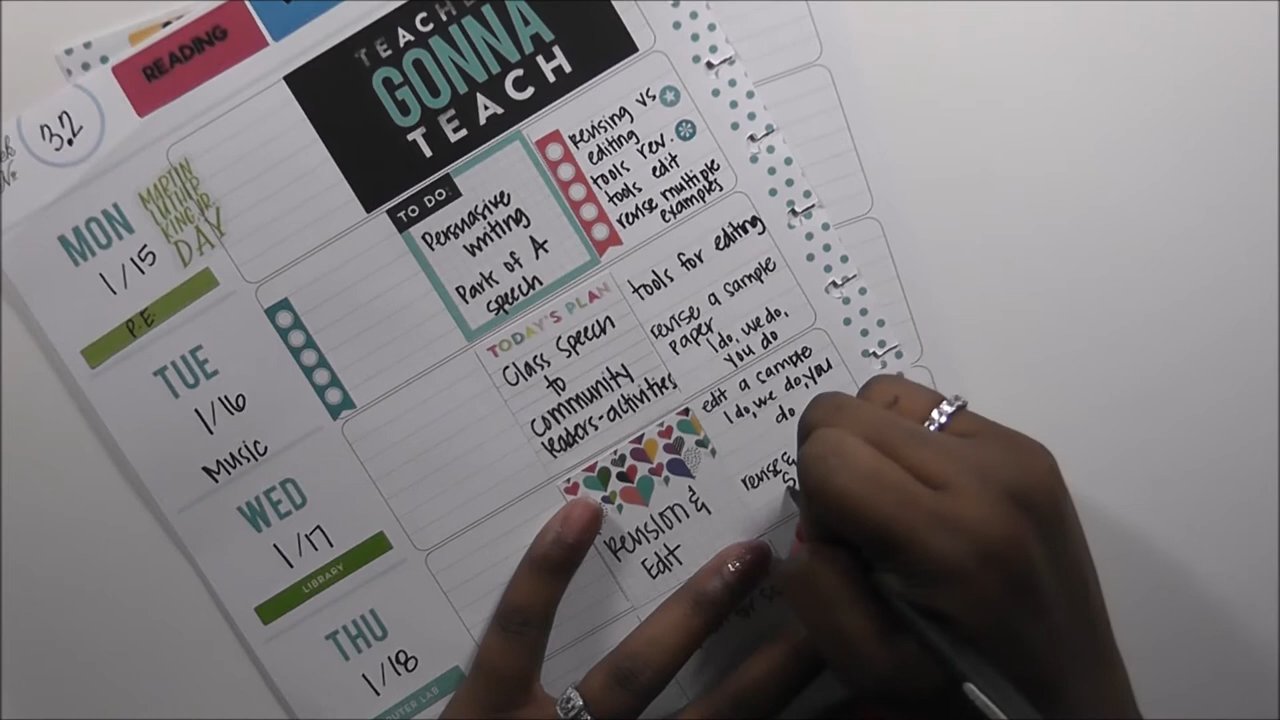 READING
TEACHERS
GONNA
TEACH
32
MON
1/15
MARTIN
LUTHER
KING JR.
DAY
P.E.
TO DO:
Persuasive
writing
Parts of A
speech
Revising vs
editing
tools rev.
tools edit
revise multiple
examples
TUE
1/16
Music
TODAY'S PLAN
Class Speech
to
community
leaders-activities
tools for editing
revise a sample
paper
I do, we do,
you do
WED
1/17
LIBRARY
Revision &
Edit
edit a sample
I do, we do, you
do
revise &
THU
1/18